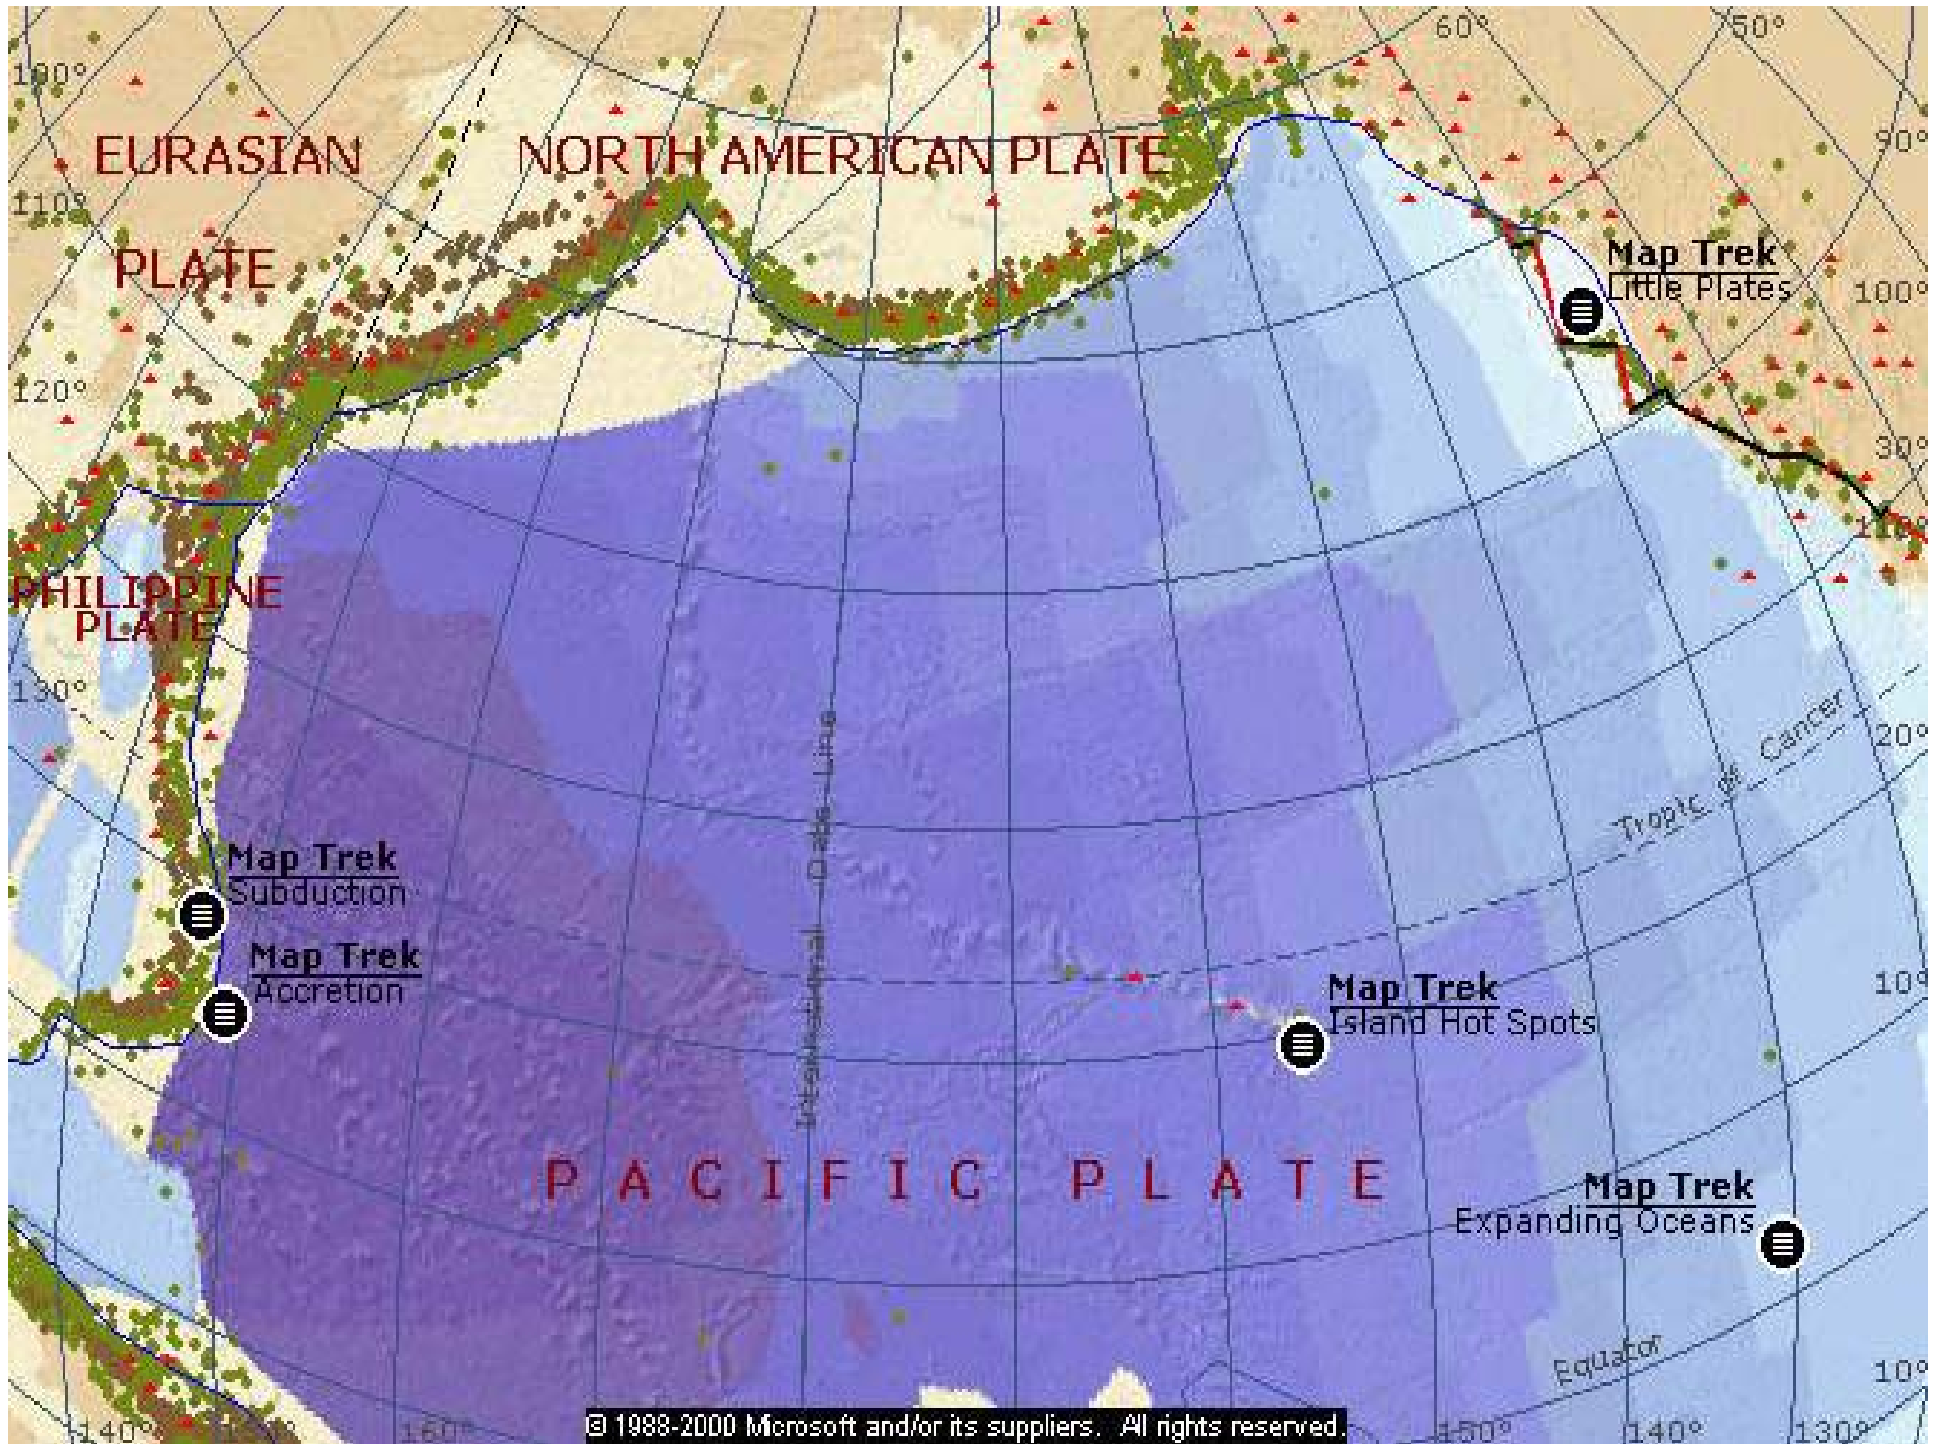 60°
50°
100°
EURASIAN
NORTH AMERICAN PLATE
90°
110°
PLATE
Map Trek
Little Plates
100°
120°
30°
110°
PHILIPPINE
PLATE
130°
20°
Tropic of Cancer
International Date Line
Map Trek
Subduction
Map Trek
Accretion
10°
Map Trek
Island Hot Spots
PACIFIC PLATE
Map Trek
Expanding Oceans
Equator
10°
140°
160°
© 1988-2000 Microsoft and/or its suppliers. All rights reserved.
150°
140°
130°